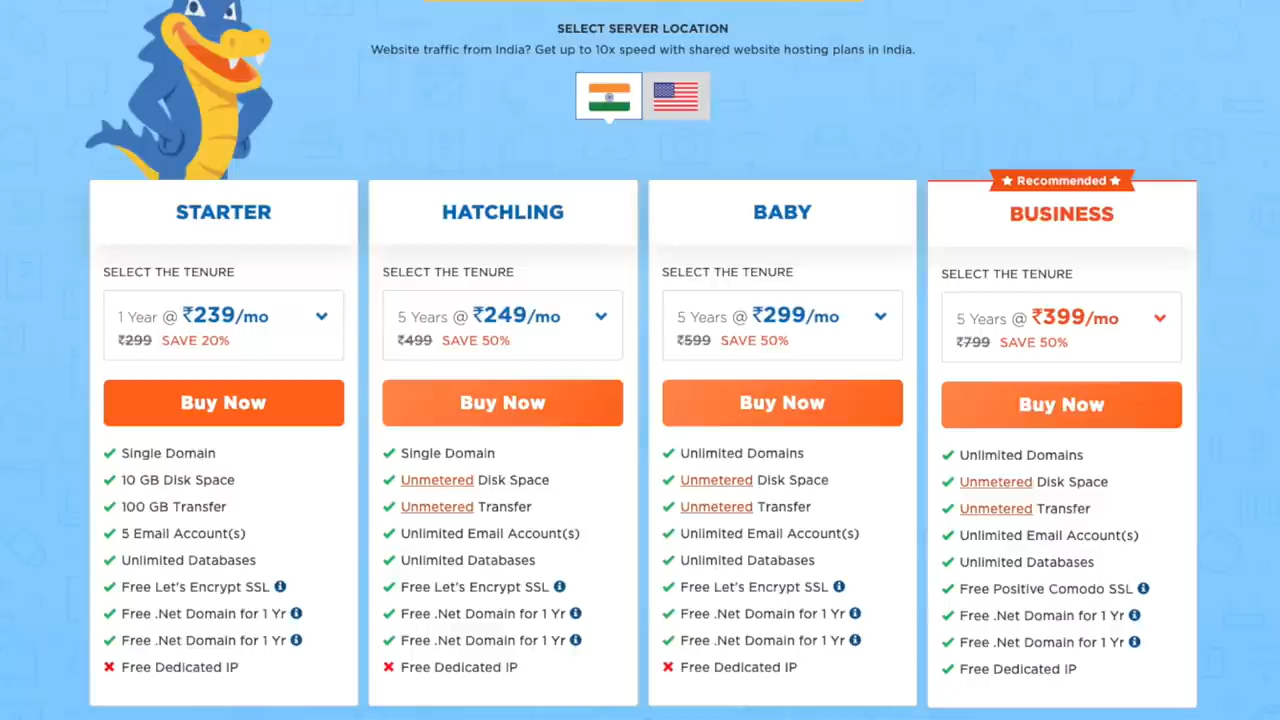 SELECT SERVER LOCATION
Website traffic from India? Get up to 10x speed with shared website hosting plans in India.
STARTER
SELECT THE TENURE
1 Year @ ₹239/mo
₹299 SAVE 20%
Buy Now
Single Domain
10 GB Disk Space
100 GB Transfer
5 Email Account(s)
Unlimited Databases
Free Let's Encrypt SSL
Free .Net Domain for 1 Yr
Free .Net Domain for 1 Yr
Free Dedicated IP
HATCHLING
SELECT THE TENURE
5 Years @ ₹249/mo
₹499 SAVE 50%
Buy Now
Single Domain
Unmetered Disk Space
Unmetered Transfer
Unlimited Email Account(s)
Unlimited Databases
Free Let's Encrypt SSL
Free .Net Domain for 1 Yr
Free .Net Domain for 1 Yr
Free Dedicated IP
BABY
SELECT THE TENURE
5 Years @ ₹299/mo
₹599 SAVE 50%
Buy Now
Unlimited Domains
Unmetered Disk Space
Unmetered Transfer
Unlimited Email Account(s)
Unlimited Databases
Free Let's Encrypt SSL
Free .Net Domain for 1 Yr
Free .Net Domain for 1 Yr
Free Dedicated IP
Recommended
BUSINESS
SELECT THE TENURE
5 Years @ ₹399/mo
₹799 SAVE 50%
Buy Now
Unlimited Domains
Unmetered Disk Space
Unmetered Transfer
Unlimited Email Account(s)
Unlimited Databases
Free Positive Comodo SSL
Free .Net Domain for 1 Yr
Free .Net Domain for 1 Yr
Free Dedicated IP